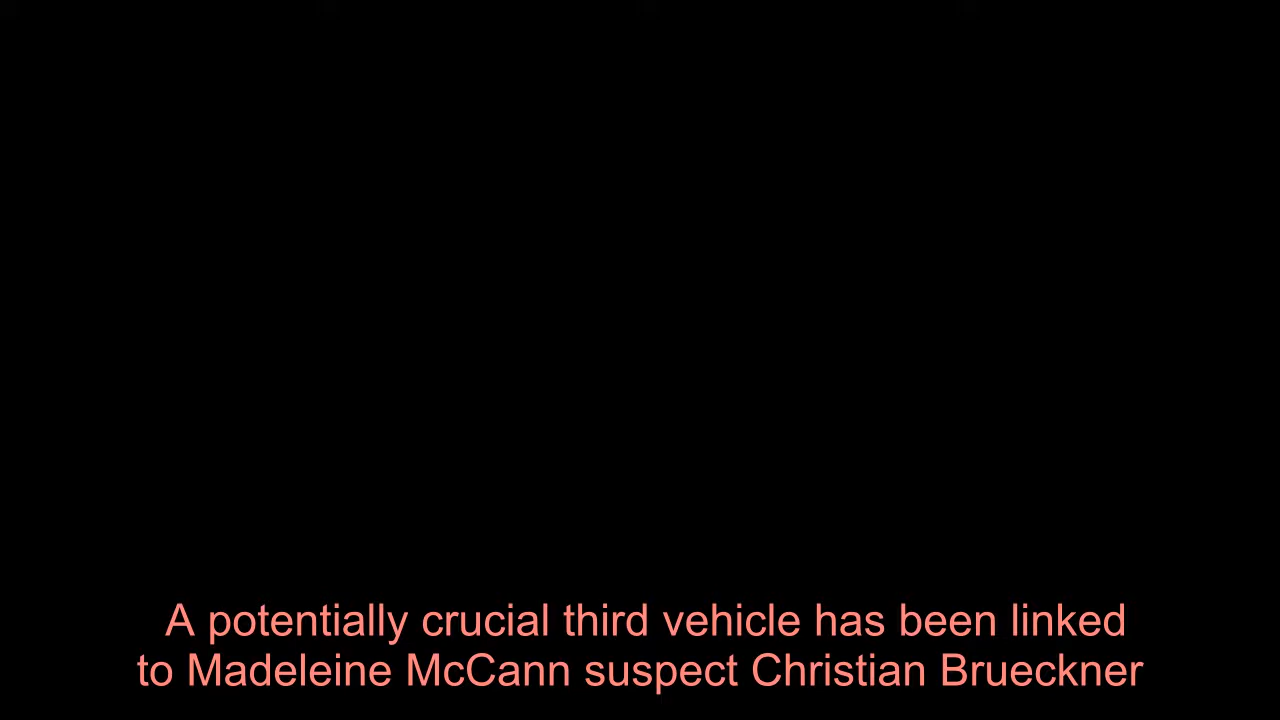 A potentially crucial third vehicle has been linked
to Madeleine McCann suspect Christian Brueckner